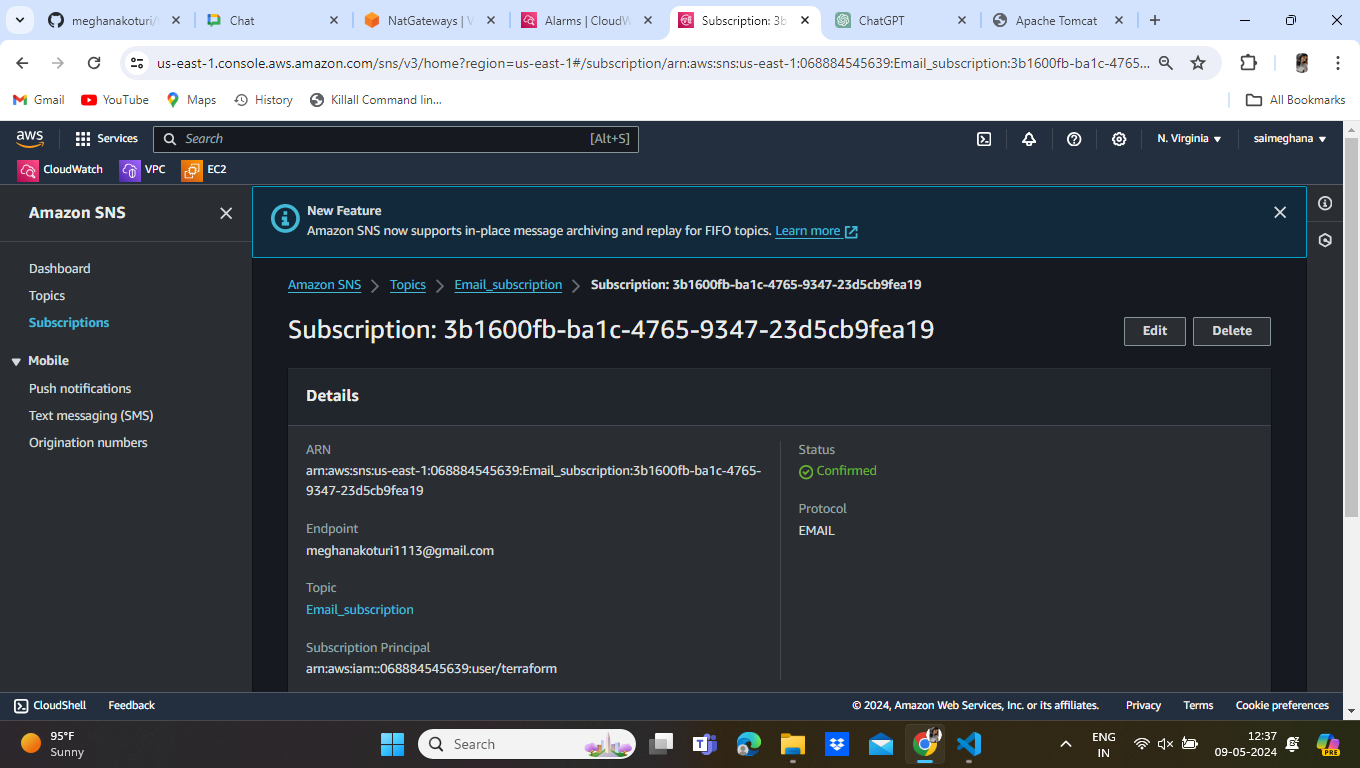 meghanakoturi/
Chat
NatGateways | V
Alarms | CloudW
Subscription: 3b
ChatGPT
Apache Tomcat
us-east-1.console.aws.amazon.com/sns/v3/home?region=us-east-1#/subscription/arn:aws:sns:us-east-1:068884545639:Email_subscription:3b1600fb-ba1c-4765...
Gmail
YouTube
Maps
History
Killall Command lin...
All Bookmarks
aws
Services
Search
[Alt+S]
N. Virginia
saimeghana
CloudWatch
VPC
EC2
Amazon SNS
Dashboard
Topics
Subscriptions
Mobile
Push notifications
Text messaging (SMS)
Origination numbers
New Feature
Amazon SNS now supports in-place message archiving and replay for FIFO topics. Learn more
Amazon SNS
Topics
Email_subscription
Subscription: 3b1600fb-ba1c-4765-9347-23d5cb9fea19
Subscription: 3b1600fb-ba1c-4765-9347-23d5cb9fea19
Edit
Delete
Details
ARN
arn:aws:sns:us-east-1:068884545639:Email_subscription:3b1600fb-ba1c-4765-
9347-23d5cb9fea19
Endpoint
meghanakoturi1113@gmail.com
Topic
Email_subscription
Subscription Principal
arn:aws:iam::068884545639:user/terraform
Status
Confirmed
Protocol
EMAIL
CloudShell
Feedback
© 2024, Amazon Web Services, Inc. or its affiliates.
Privacy
Terms
Cookie preferences
95°F
Sunny
Search
ENG
IN
12:37
09-05-2024
PRE